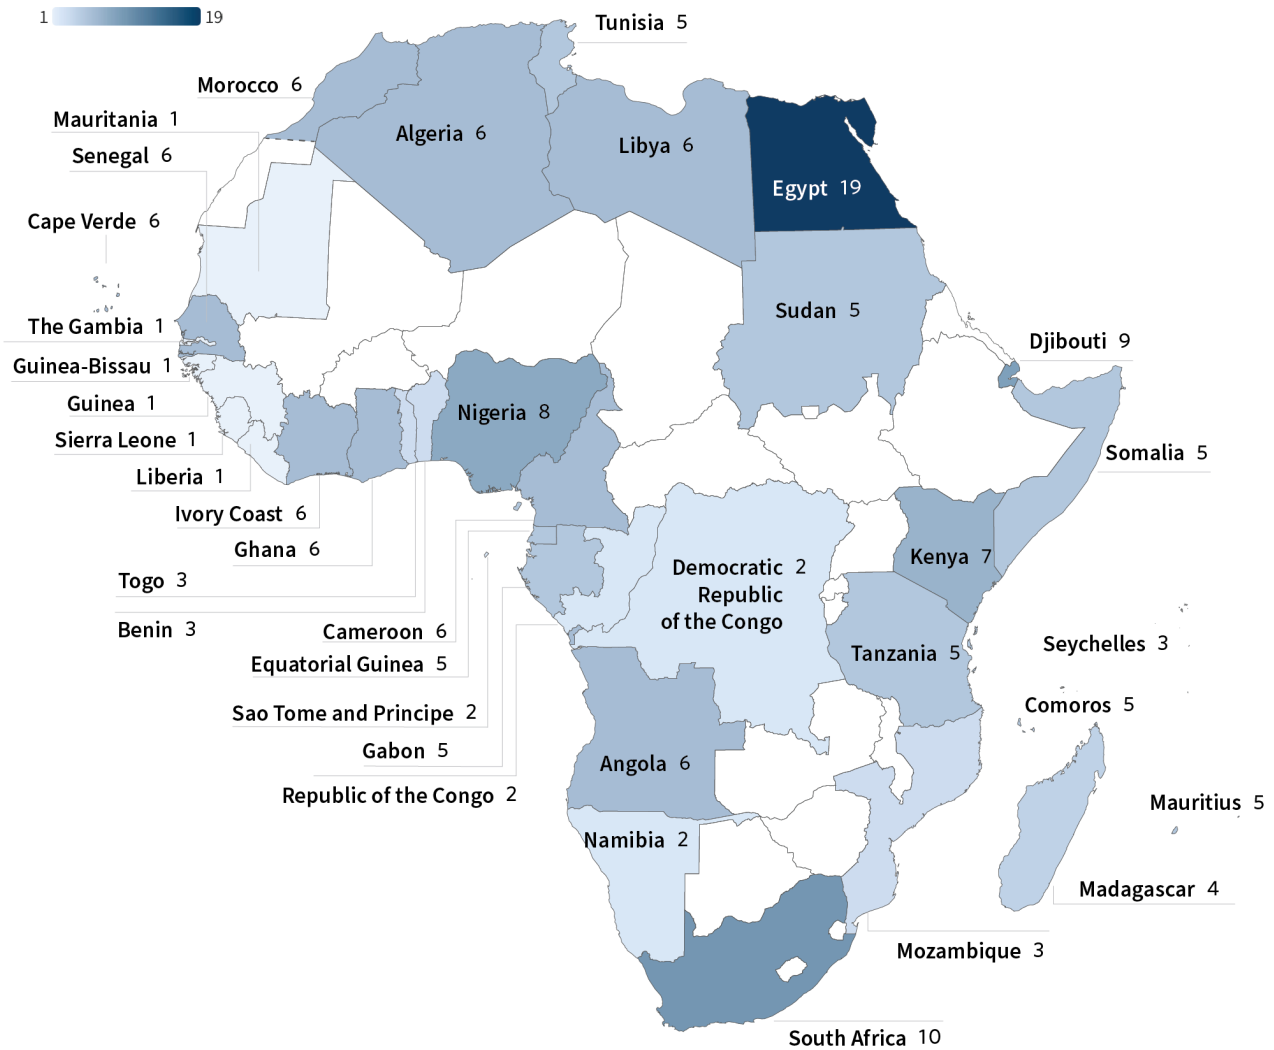 1 19
Tunisia 5
Morocco 6
Mauritania 1
Algeria 6
Libya 6
Senegal 6
Egypt 19
Cape Verde 6
Sudan 5
The Gambia 1
Djibouti 9
Guinea-Bissau 1
Guinea 1
Nigeria 8
Sierra Leone 1
Somalia 5
Liberia 1
Ivory Coast 6
Ghana 6
Kenya 7
Democratic 2
Republic
of the Congo
Togo 3
Benin 3
Cameroon 6
Seychelles 3
Tanzania 5
Equatorial Guinea 5
Comoros 5
Sao Tome and Principe 2
Gabon 5
Angola 6
Republic of the Congo 2
Mauritius 5
Namibia 2
Madagascar 4
Mozambique 3
South Africa 10